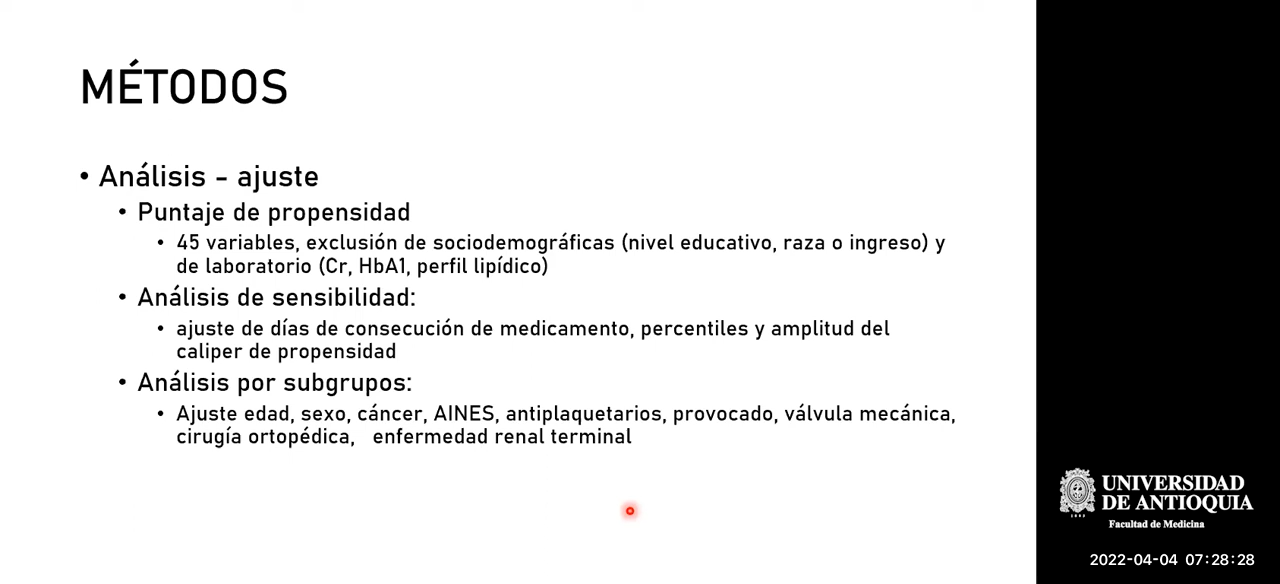 MÉTODOS
• Análisis - ajuste
• Puntaje de propensidad
• 45 variables, exclusión de sociodemográficas (nivel educativo, raza o ingreso) y
de laboratorio (Cr, HbA1, perfil lipídico)
• Análisis de sensibilidad:
• ajuste de días de consecución de medicamento, percentiles y amplitud del
caliper de propensidad
• Análisis por subgrupos:
• Ajuste edad, sexo, cáncer, AINES, antiplaquetarios, provocado, válvula mecánica,
cirugía ortopédica, enfermedad renal terminal
UNIVERSIDAD
DE ANTIOQUIA
Facultad de Medicina
2022-04-04 07:28:28